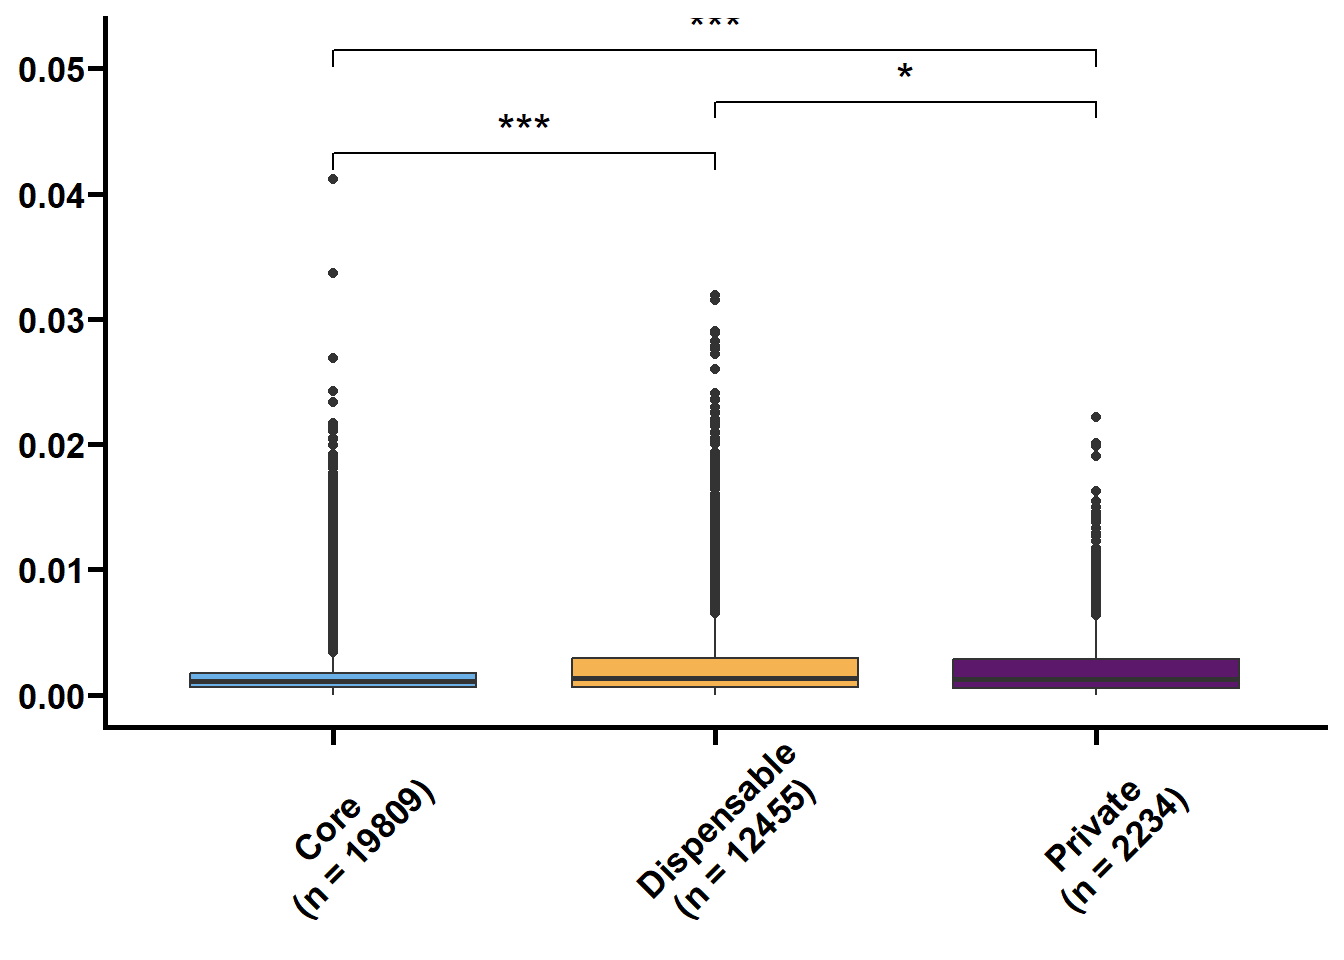 ***
0.05
*
***
0.04
0.03
0.02
0.01
0.00
Core
(n = 19809)
Dispensable
(n = 12455)
Private
(n = 2234)